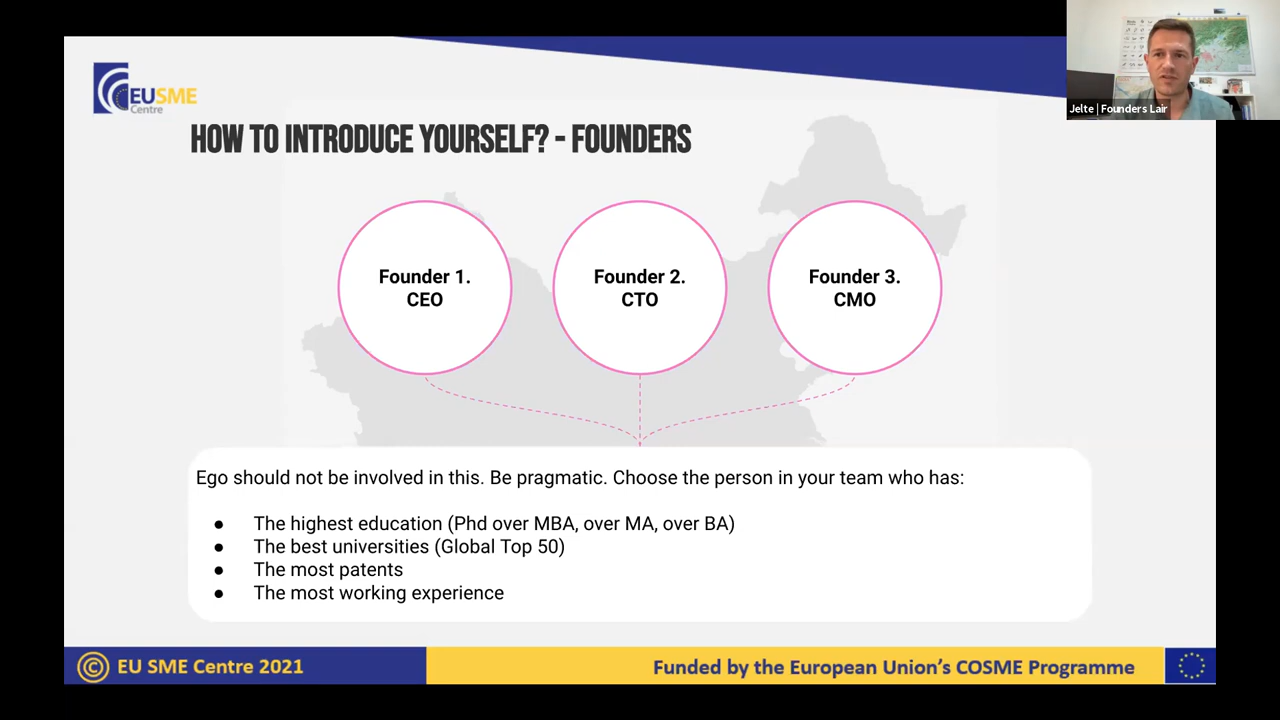 EUSME
Centre
Jelte | Founders Lair
HOW TO INTRODUCE YOURSELF? - FOUNDERS
Founder 1.
CEO
Founder 2.
CTO
Founder 3.
CMO
Ego should not be involved in this. Be pragmatic. Choose the person in your team who has:
● The highest education (Phd over MBA, over MA, over BA)
● The best universities (Global Top 50)
● The most patents
● The most working experience
© EU SME Centre 2021
Funded by the European Union’s COSME Programme